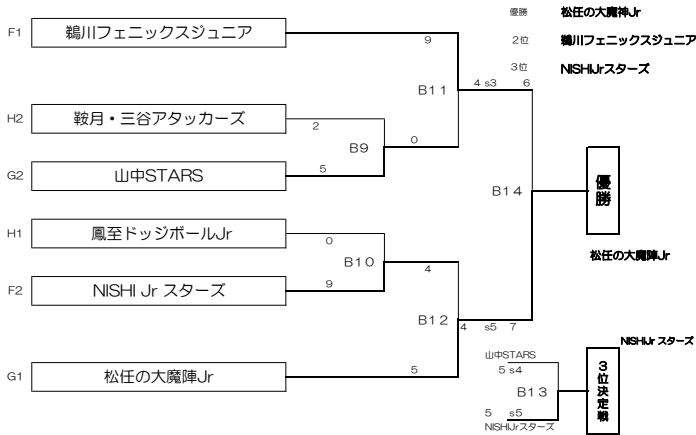 優勝 松任の大魔神Jr
2位 鵜川フェニックスジュニア
3位 NISHIJrスターズ
F1 鵜川フェニックスジュニア 9
B11 4 s3 6
H2 鞍月・三谷アタッカーズ 2
B9 0
G2 山中STARS 5
B14 優勝
H1 鳳至ドッジボールJr 0
松任の大魔陣Jr
B10 4
F2 NISHI Jr スターズ 9
B12 4 s5 7
NISHIJr スターズ
山中STARS
G1 松任の大魔陣Jr 5
5 s4
B13 3位決定戦
5 s5
NISHIJrスターズ